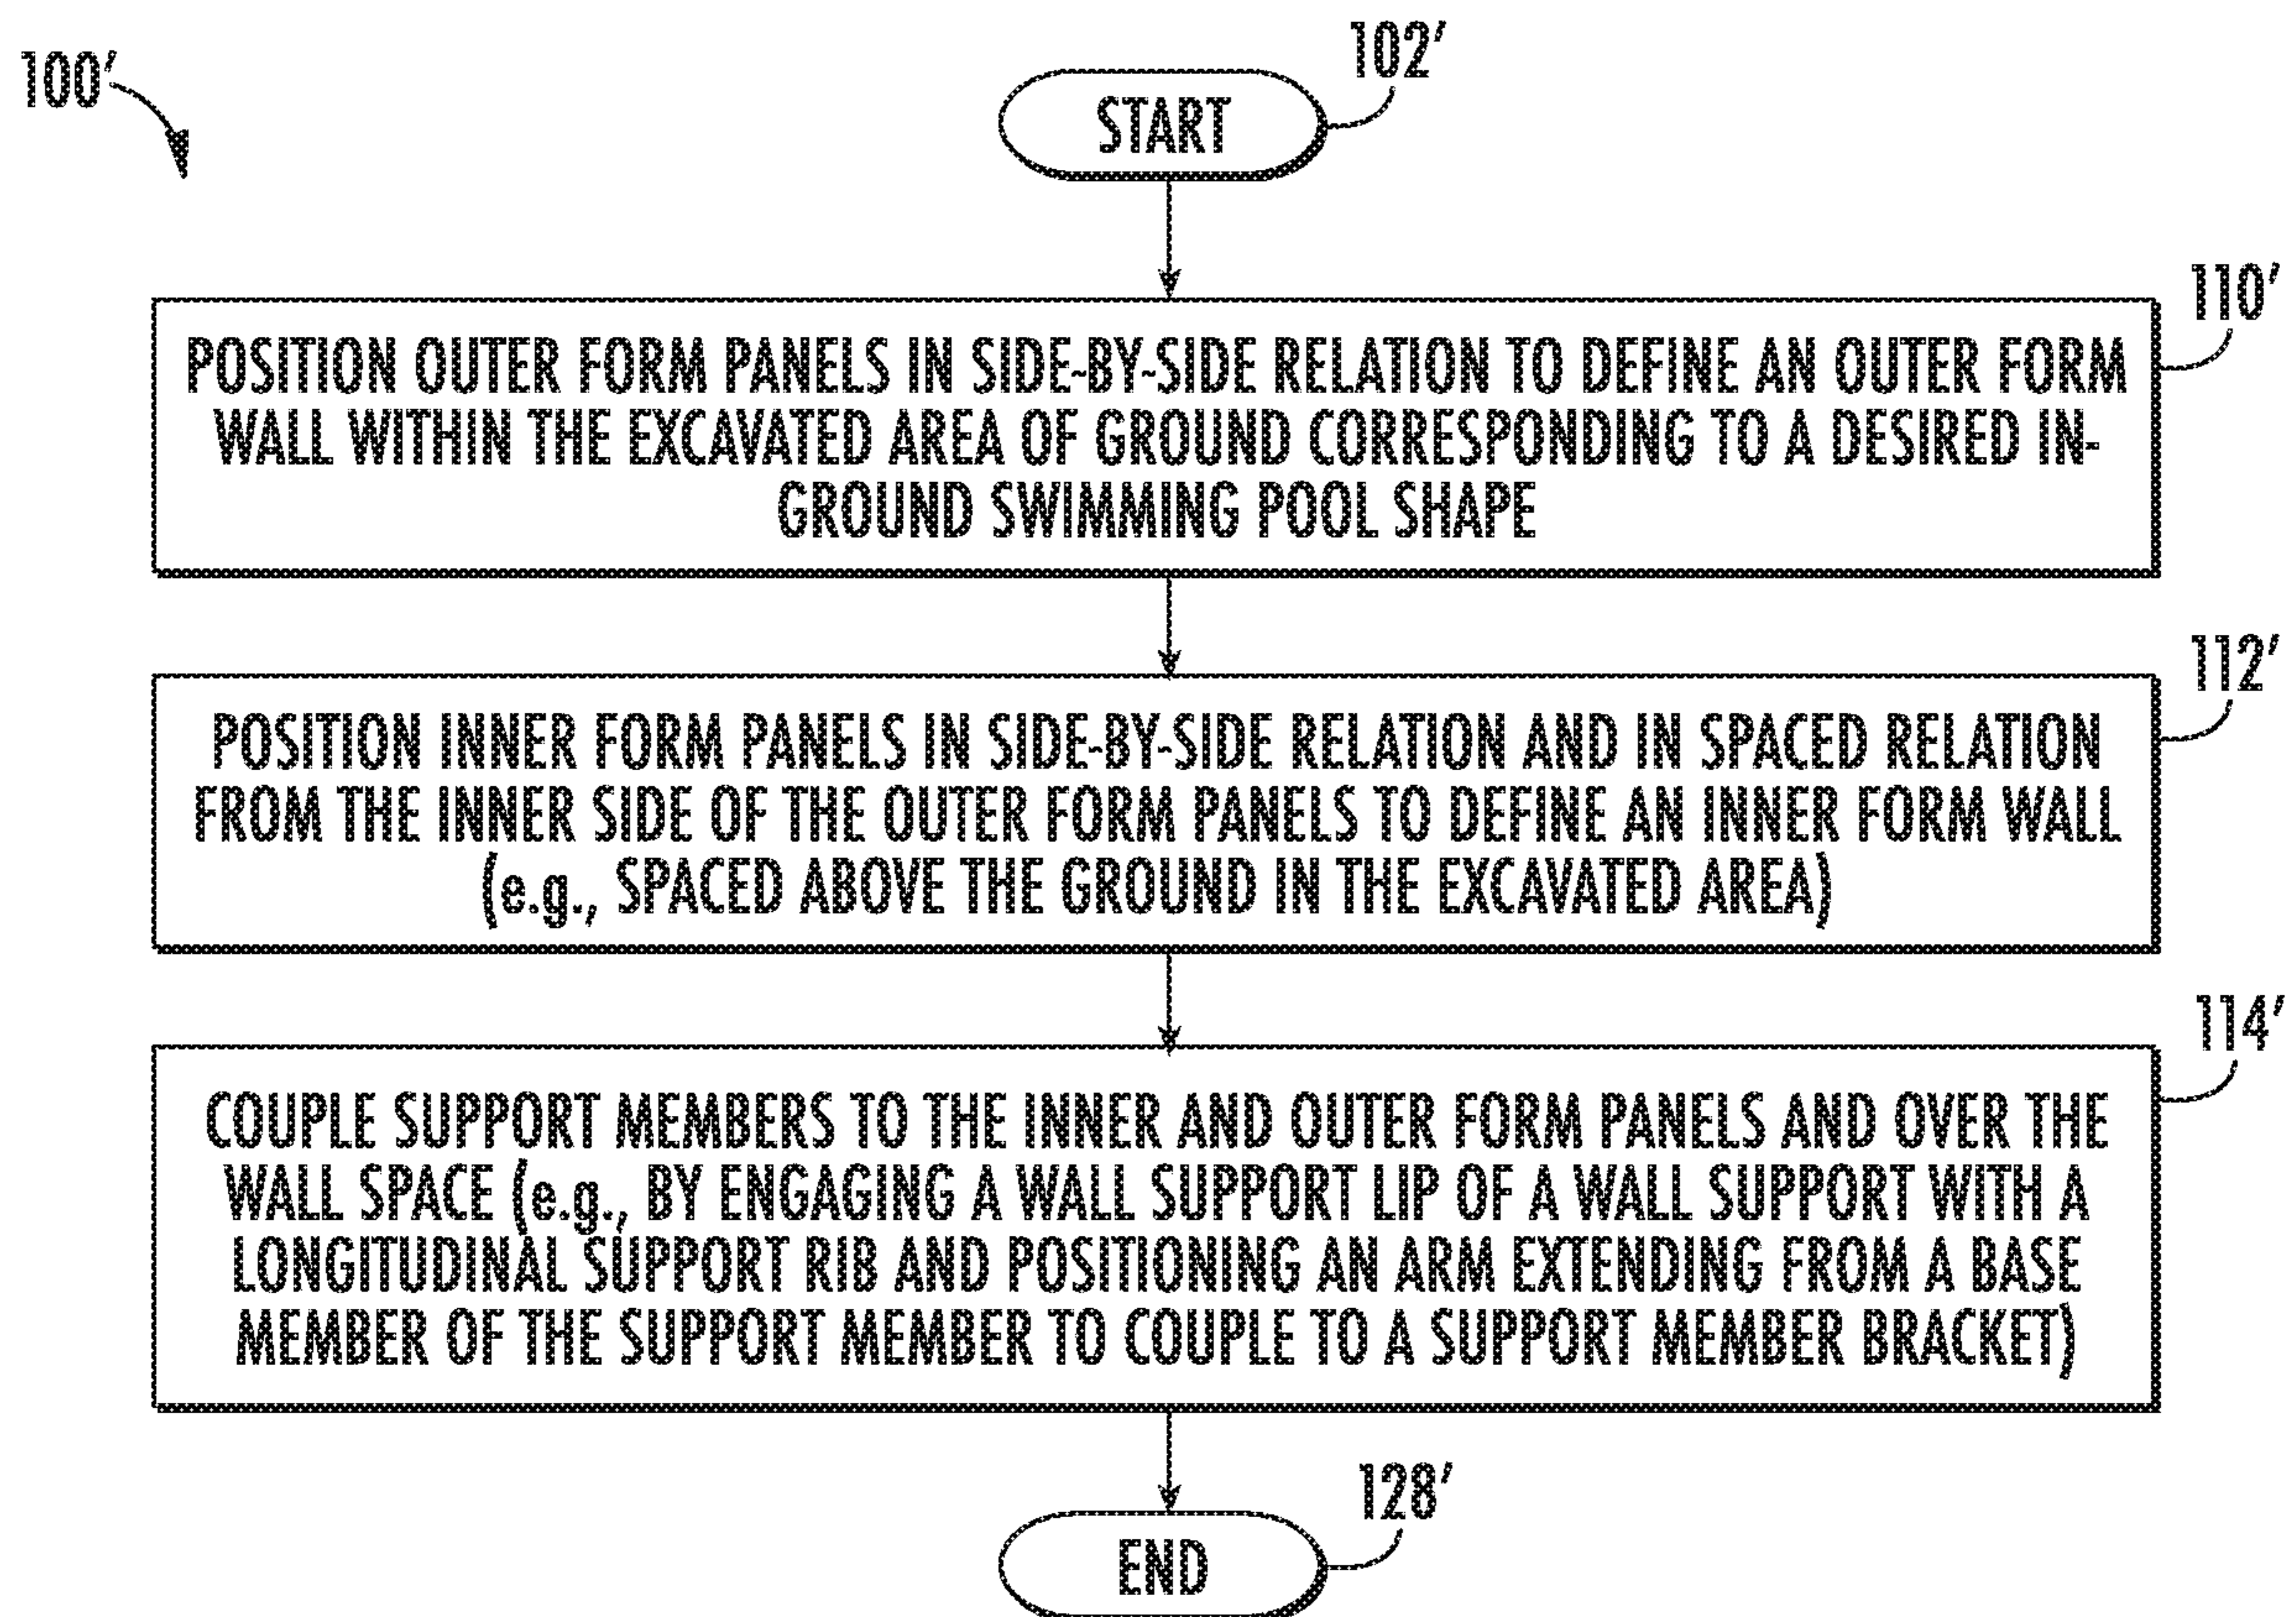 100'
102'
START
110'
POSITION OUTER FORM PANELS IN SIDE-BY-SIDE RELATION TO DEFINE AN OUTER FORM
WALL WITHIN THE EXCAVATED AREA OF GROUND CORRESPONDING TO A DESIRED IN-
GROUND SWIMMING POOL SHAPE
112'
POSITION INNER FORM PANELS IN SIDE-BY-SIDE RELATION AND IN SPACED RELATION
FROM THE INNER SIDE OF THE OUTER FORM PANELS TO DEFINE AN INNER FORM WALL
(e.g., SPACED ABOVE THE GROUND IN THE EXCAVATED AREA)
114'
COUPLE SUPPORT MEMBERS TO THE INNER AND OUTER FORM PANELS AND OVER THE
WALL SPACE (e.g., BY ENGAGING A WALL SUPPORT LIP OF A WALL SUPPORT WITH A
LONGITUDINAL SUPPORT RIB AND POSITIONING AN ARM EXTENDING FROM A BASE
MEMBER OF THE SUPPORT MEMBER TO COUPLE TO A SUPPORT MEMBER BRACKET)
128'
END